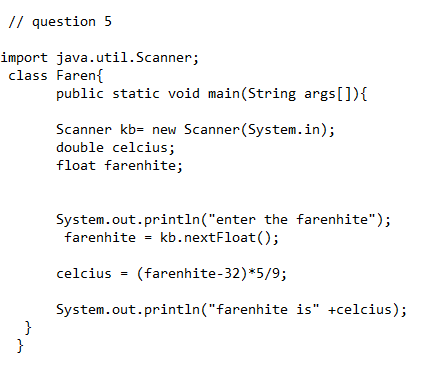 // question 5
import java.util.Scanner;
class Faren{
public static void main(String args[]){
Scanner kb= new Scanner(System.in);
double celcius;
float farenhite;
System.out.println("enter the farenhite");
farenhite = kb.nextFloat();
celcius = (farenhite-32)*5/9;
System.out.println("farenhite is" +celcius);
}
}